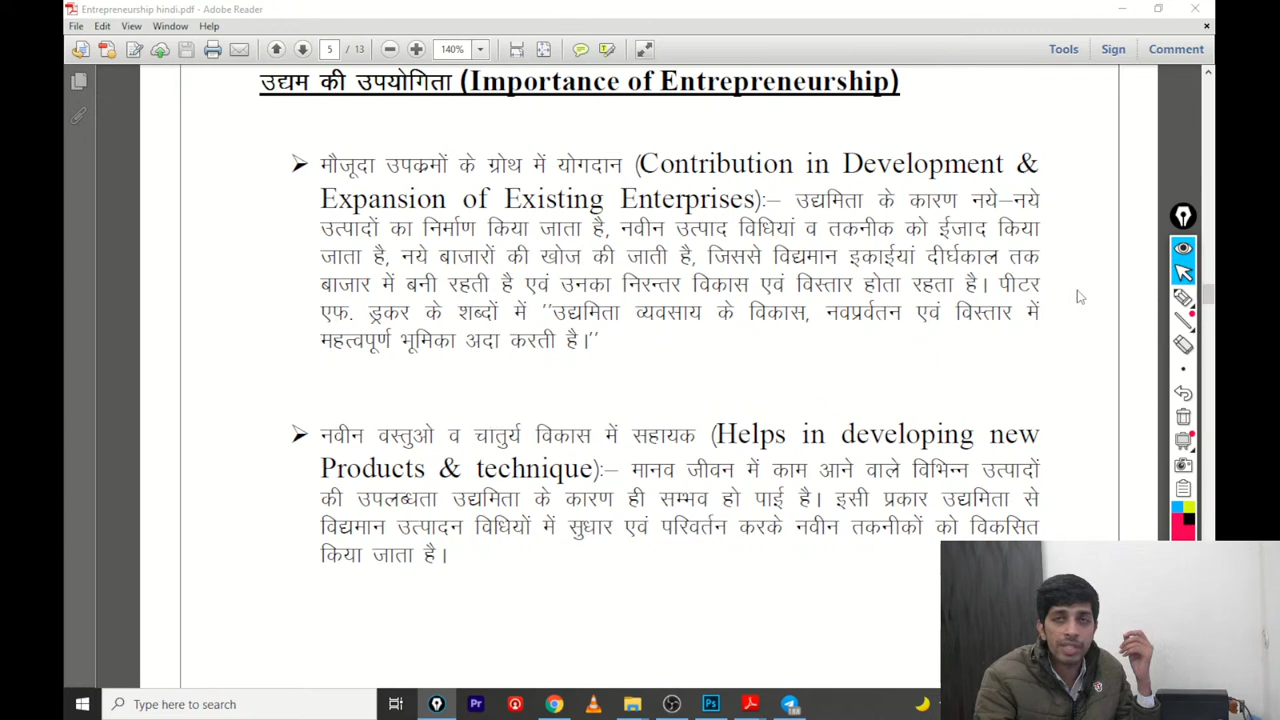 Entrepreneurship hindi.pdf - Adobe Reader
File Edit View Window Help
5 / 13 140% Tools Sign Comment
उद्यम की उपयोगिता (Importance of Entrepreneurship)
➢ मौजूदा उपक्रमों के ग्रोथ में योगदान (Contribution in Development &
Expansion of Existing Enterprises):– उद्यमिता के कारण नये–नये
उत्पादों का निर्माण किया जाता है, नवीन उत्पाद विधियां व तकनीक को ईजाद किया
जाता है, नये बाजारों की खोज की जाती है, जिससे विद्यमान इकाईयां दीर्घकाल तक
बाजार में बनी रहती है एवं उनका निरन्तर विकास एवं विस्तार होता रहता है। पीटर
एफ. ड्रकर के शब्दों में ''उद्यमिता व्यवसाय के विकास, नवप्रर्वतन एवं विस्तार में
महत्वपूर्ण भूमिका अदा करती है।''
➢ नवीन वस्तुओ व चातुर्य विकास में सहायक (Helps in developing new
Products & technique):– मानव जीवन में काम आने वाले विभिन्न उत्पादों
की उपलब्धता उद्यमिता के कारण ही सम्भव हो पाई है। इसी प्रकार उद्यमिता से
विद्यमान उत्पादन विधियों में सुधार एवं परिवर्तन करके नवीन तकनीकों को विकसित
किया जाता है।
Type here to search Pr Ps